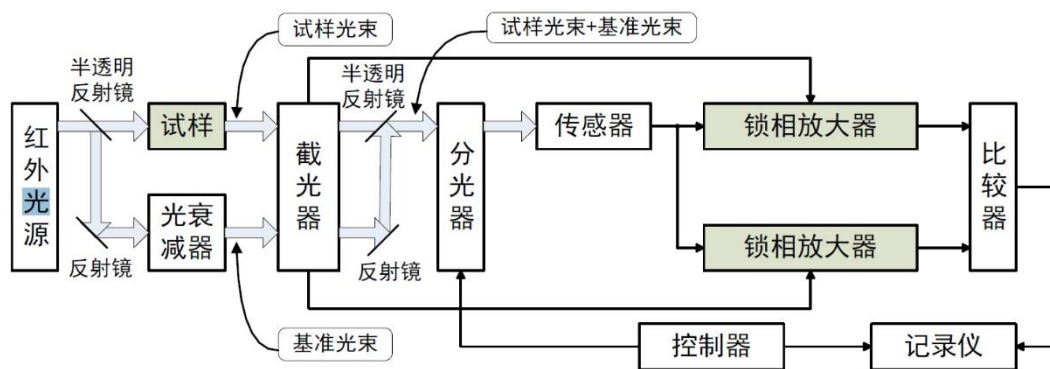 试样光束
试样光束+基准光束
半透明
反射镜
半透明
反射镜
红外光源
试样
截光器
分光器
传感器
锁相放大器
比较器
光衰
减器
反射镜
反射镜
锁相放大器
基准光束
控制器
记录仪